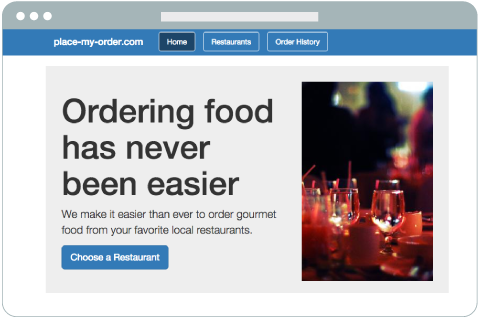 place-my-order.com Home Restaurants Order History
Ordering food
has never
been easier
We make it easier than ever to order gourmet
food from your favorite local restaurants.
Choose a Restaurant